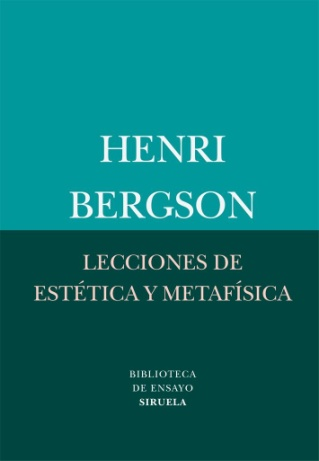 HENRI
BERGSON
LECCIONES DE
ESTÉTICA Y METAFÍSICA
BIBLIOTECA
DE ENSAYO
SIRUELA